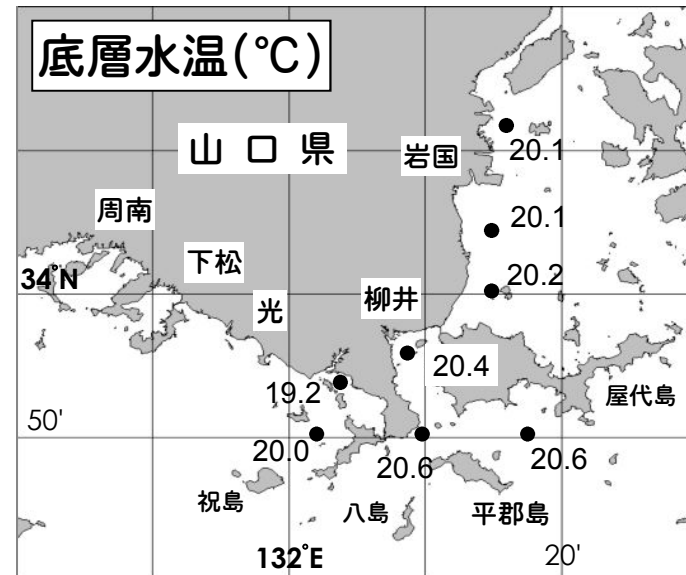 底層水温(℃)
山口県
岩国
20.1
周南
20.1
下松
34°N
20.2
光
柳井
20.4
19.2
屋代島
50'
20.0
20.6
20.6
祝島
八島
平郡島
132°E
20'